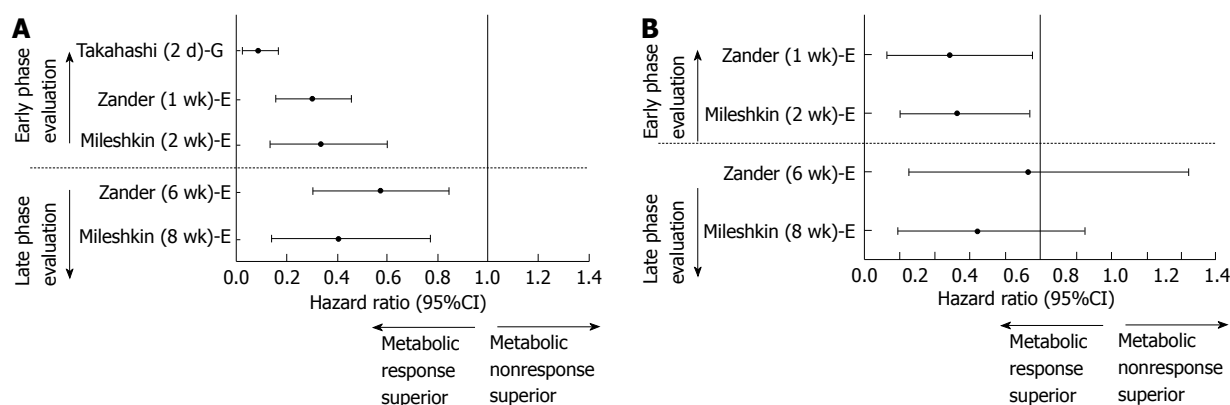 A
Early phase
evaluation
Late phase
evaluation
Takahashi (2 d)-G
Zander (1 wk)-E
Mileshkin (2 wk)-E
Zander (6 wk)-E
Mileshkin (8 wk)-E
0.0 0.2 0.4 0.6 0.8 1.0 1.2 1.4
Hazard ratio (95%CI)
Metabolic
response
superior
Metabolic
nonresponse
superior
B
Early phase
evaluation
Late phase
evaluation
Zander (1 wk)-E
Mileshkin (2 wk)-E
Zander (6 wk)-E
Mileshkin (8 wk)-E
0.0 0.2 0.4 0.6 0.8 1.0 1.2 1.4
Hazard ratio (95%CI)
Metabolic
response
superior
Metabolic
nonresponse
superior